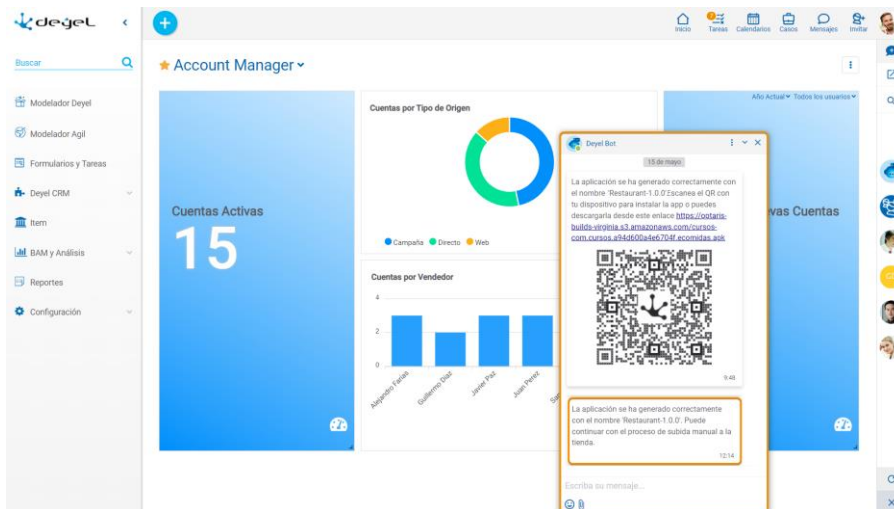 deyel
Inicio
Tareas
Calendarios
Casos
Mensajes
Invitar
Buscar
Account Manager
Modelador Deyel
Modelador Agil
Formularios y Tareas
Deyel CRM
Item
BAM y Análisis
Reportes
Configuración
Cuentas Activas
15
Cuentas por Tipo de Origen
Campaña
Directo
Web
Cuentas por Vendedor
4
2
0
Alejandro Farias
Guillermo Diaz
Javier Paz
Juan Perez
Año Actual
Todos los usuarios
evas Cuentas
Deyel Bot
15 de mayo
La aplicación se ha generado correctamente con
el nombre 'Restaurant-1.0.0'Escanea el QR con
tu dispositivo para instalar la app o puedes
descargarla desde este enlace https://optaris-
builds-virginia.s3.amazonaws.com/cursos-
com.cursos.a94d600a4e6704f.ecomidas.apk
9:48
La aplicación se ha generado correctamente
con el nombre 'Restaurant-1.0.0'. Puede
continuar con el proceso de subida manual a la
tienda.
12:14
Escriba su mensaje...